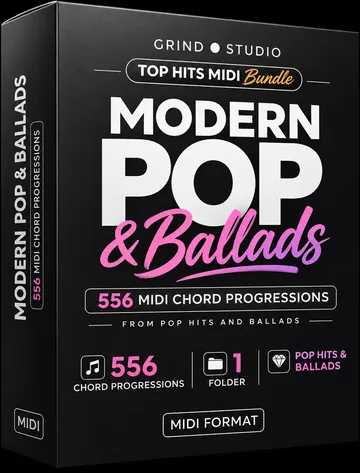 GRIND STUDIO
TOP HITS MIDI Bundle
MODERN
POP
& Ballads
556 MIDI CHORD PROGRESSIONS
FROM POP HITS AND BALLADS
556
CHORD PROGRESSIONS
1
FOLDER
POP HITS &
BALLADS
MIDI FORMAT
MODERN POP & BALLADS
556 MIDI CHORD PROGRESSIONS
MIDI